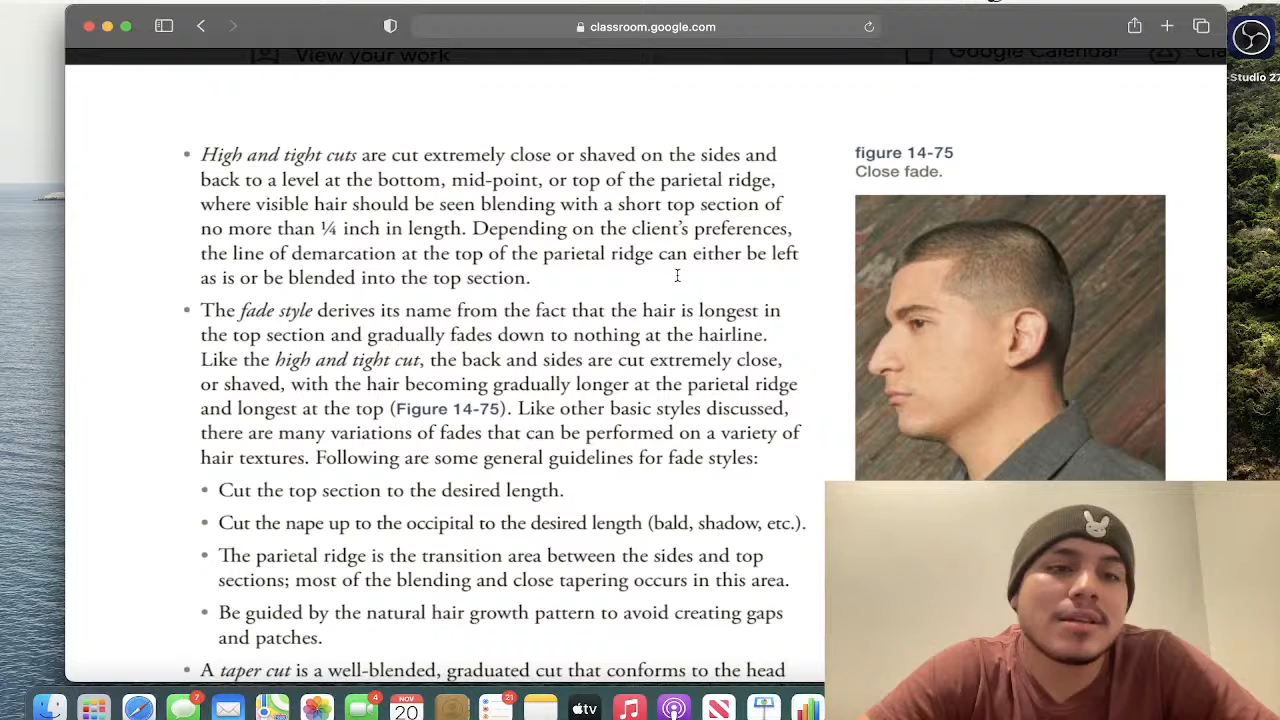 classroom.google.com
View your work
Google Calendar
-Studio 27
• High and tight cuts are cut extremely close or shaved on the sides and
back to a level at the bottom, mid-point, or top of the parietal ridge,
where visible hair should be seen blending with a short top section of
no more than ¼ inch in length. Depending on the client's preferences,
the line of demarcation at the top of the parietal ridge can either be left
as is or be blended into the top section.
• The fade style derives its name from the fact that the hair is longest in
the top section and gradually fades down to nothing at the hairline.
Like the high and tight cut, the back and sides are cut extremely close,
or shaved, with the hair becoming gradually longer at the parietal ridge
and longest at the top (Figure 14-75). Like other basic styles discussed,
there are many variations of fades that can be performed on a variety of
hair textures. Following are some general guidelines for fade styles:
• Cut the top section to the desired length.
• Cut the nape up to the occipital to the desired length (bald, shadow, etc.).
• The parietal ridge is the transition area between the sides and top
sections; most of the blending and close tapering occurs in this area.
• Be guided by the natural hair growth pattern to avoid creating gaps
and patches.
• A taper cut is a well-blended, graduated cut that conforms to the head
figure 14-75
Close fade.
7
4
NOV
20
21
tv